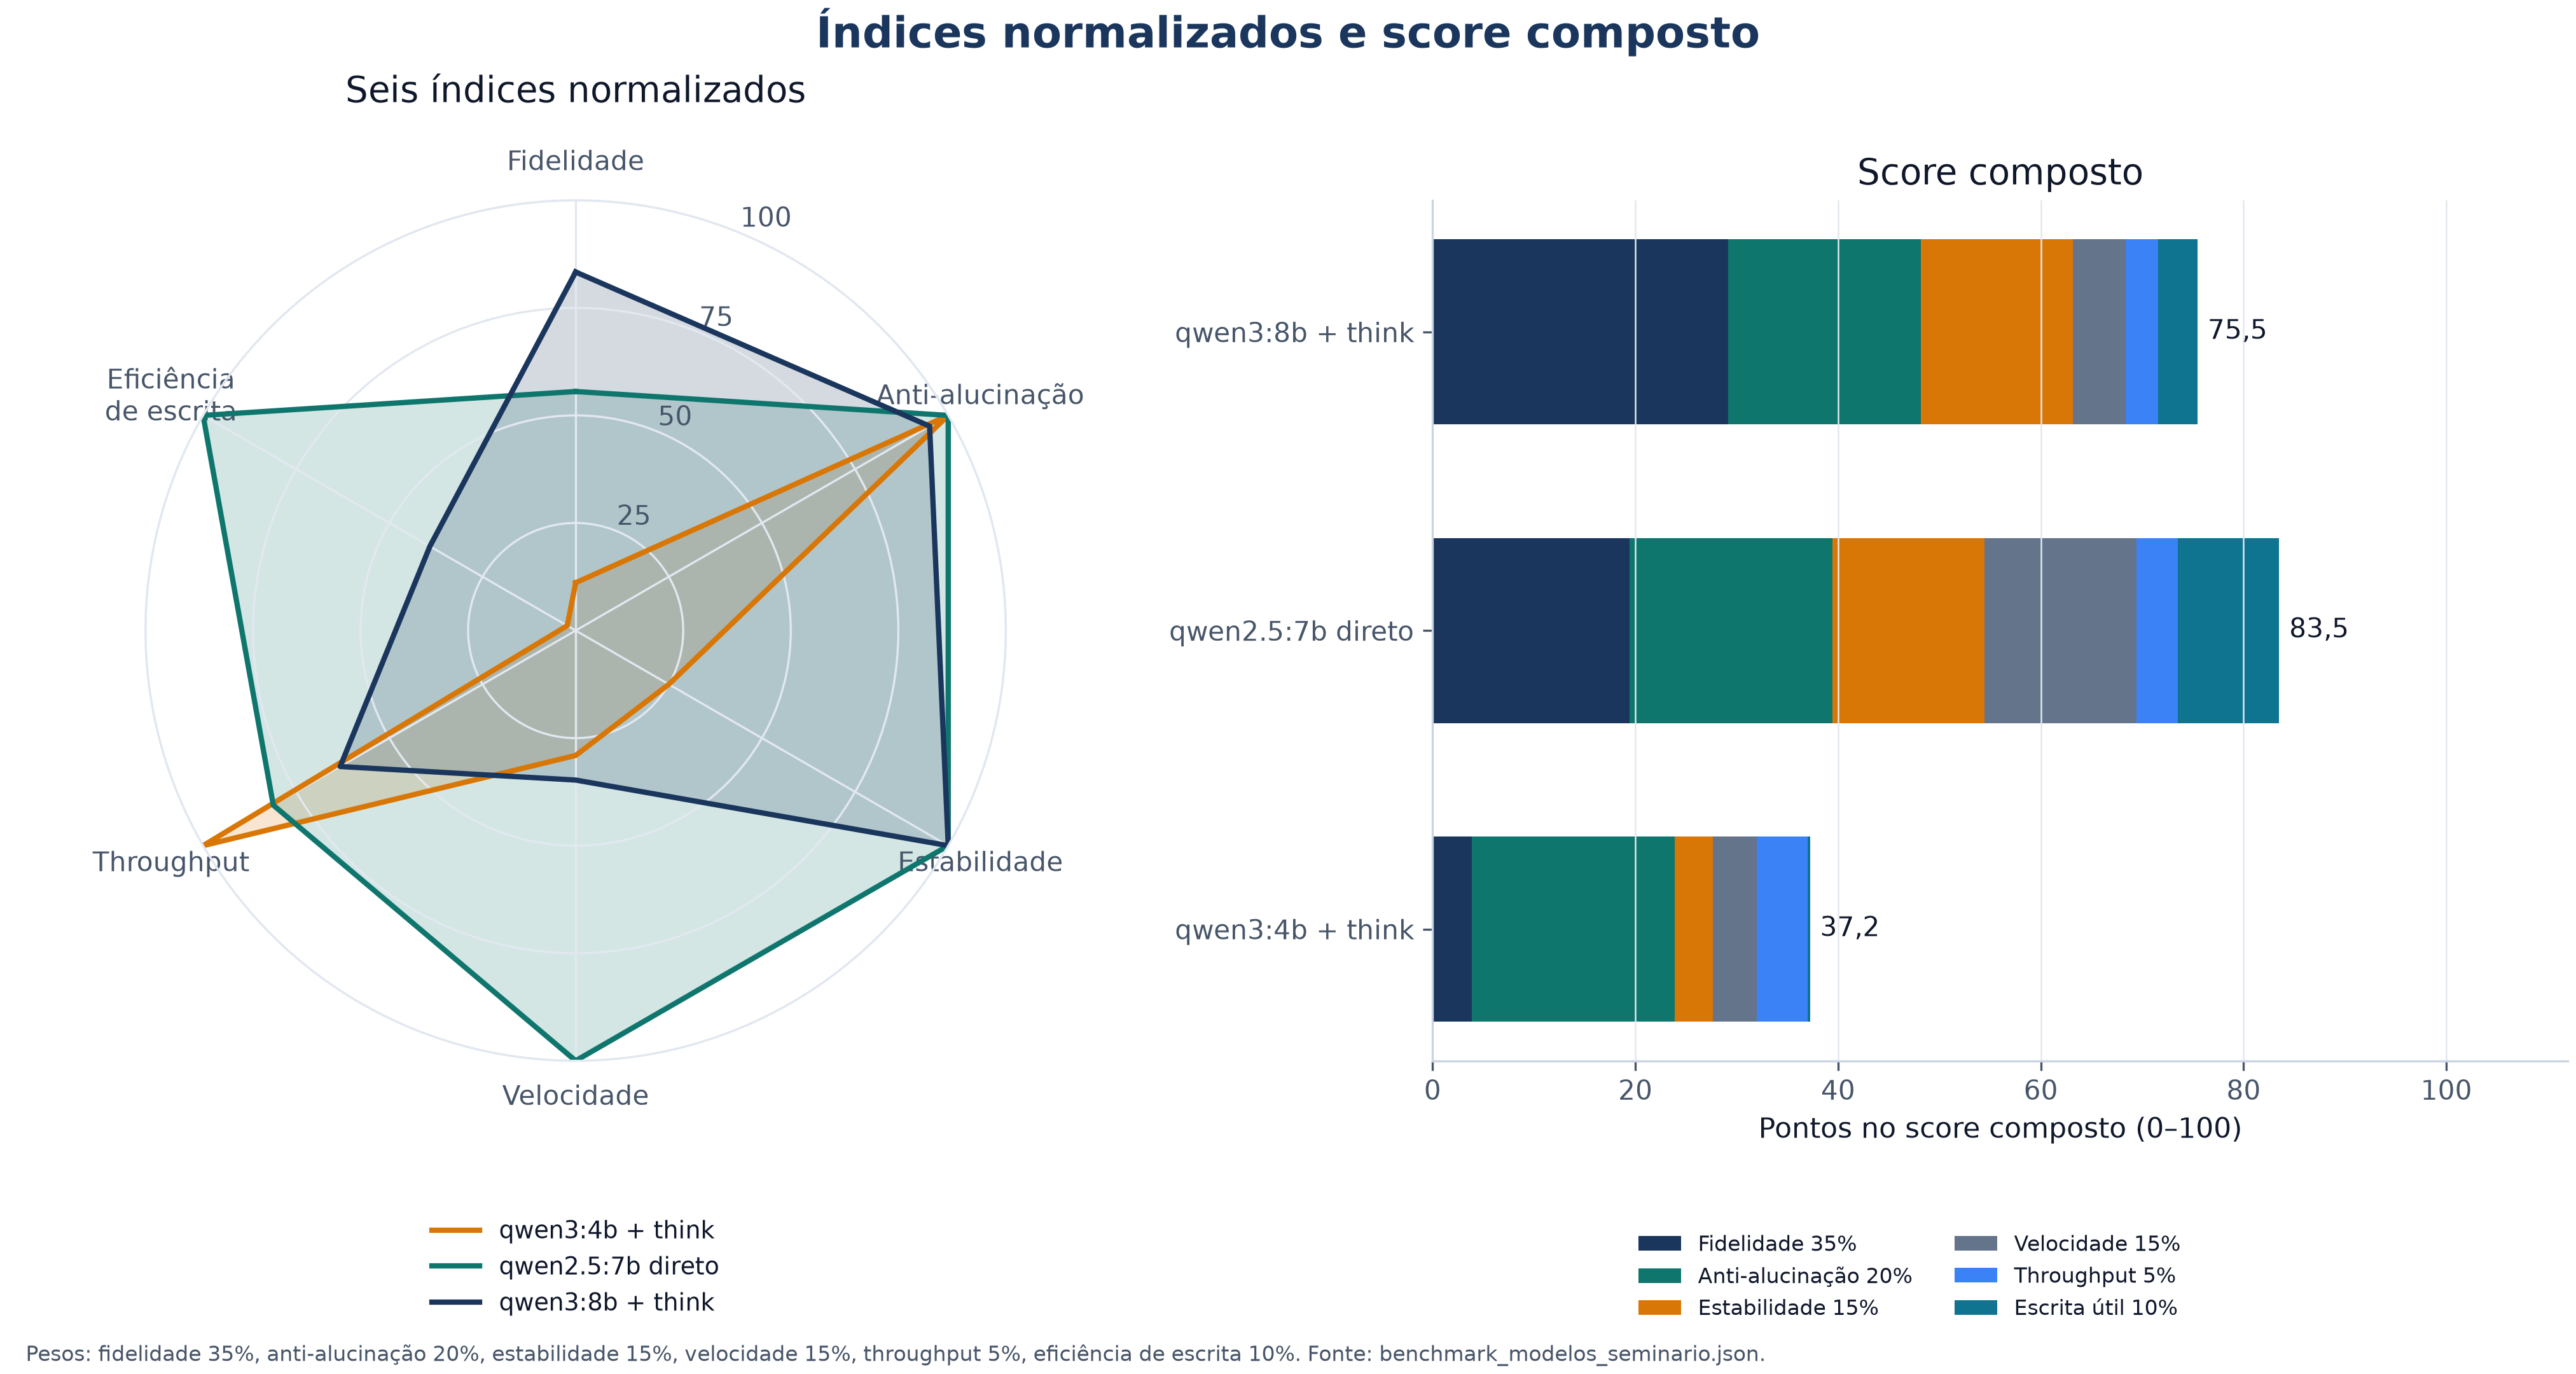 Índices normalizados e score composto
Seis índices normalizados
Fidelidade
100
75
50
25
Anti-alucinação
Eficiência
de escrita
Throughput
Estabilidade
Velocidade
qwen3:4b + think
qwen2.5:7b direto
qwen3:8b + think
Score composto
qwen3:8b + think
75,5
qwen2.5:7b direto
83,5
qwen3:4b + think
37,2
0 20 40 60 80 100
Pontos no score composto (0–100)
Fidelidade 35%
Anti-alucinação 20%
Estabilidade 15%
Velocidade 15%
Throughput 5%
Escrita útil 10%
Pesos: fidelidade 35%, anti-alucinação 20%, estabilidade 15%, velocidade 15%, throughput 5%, eficiência de escrita 10%. Fonte: benchmark_modelos_seminario.json.